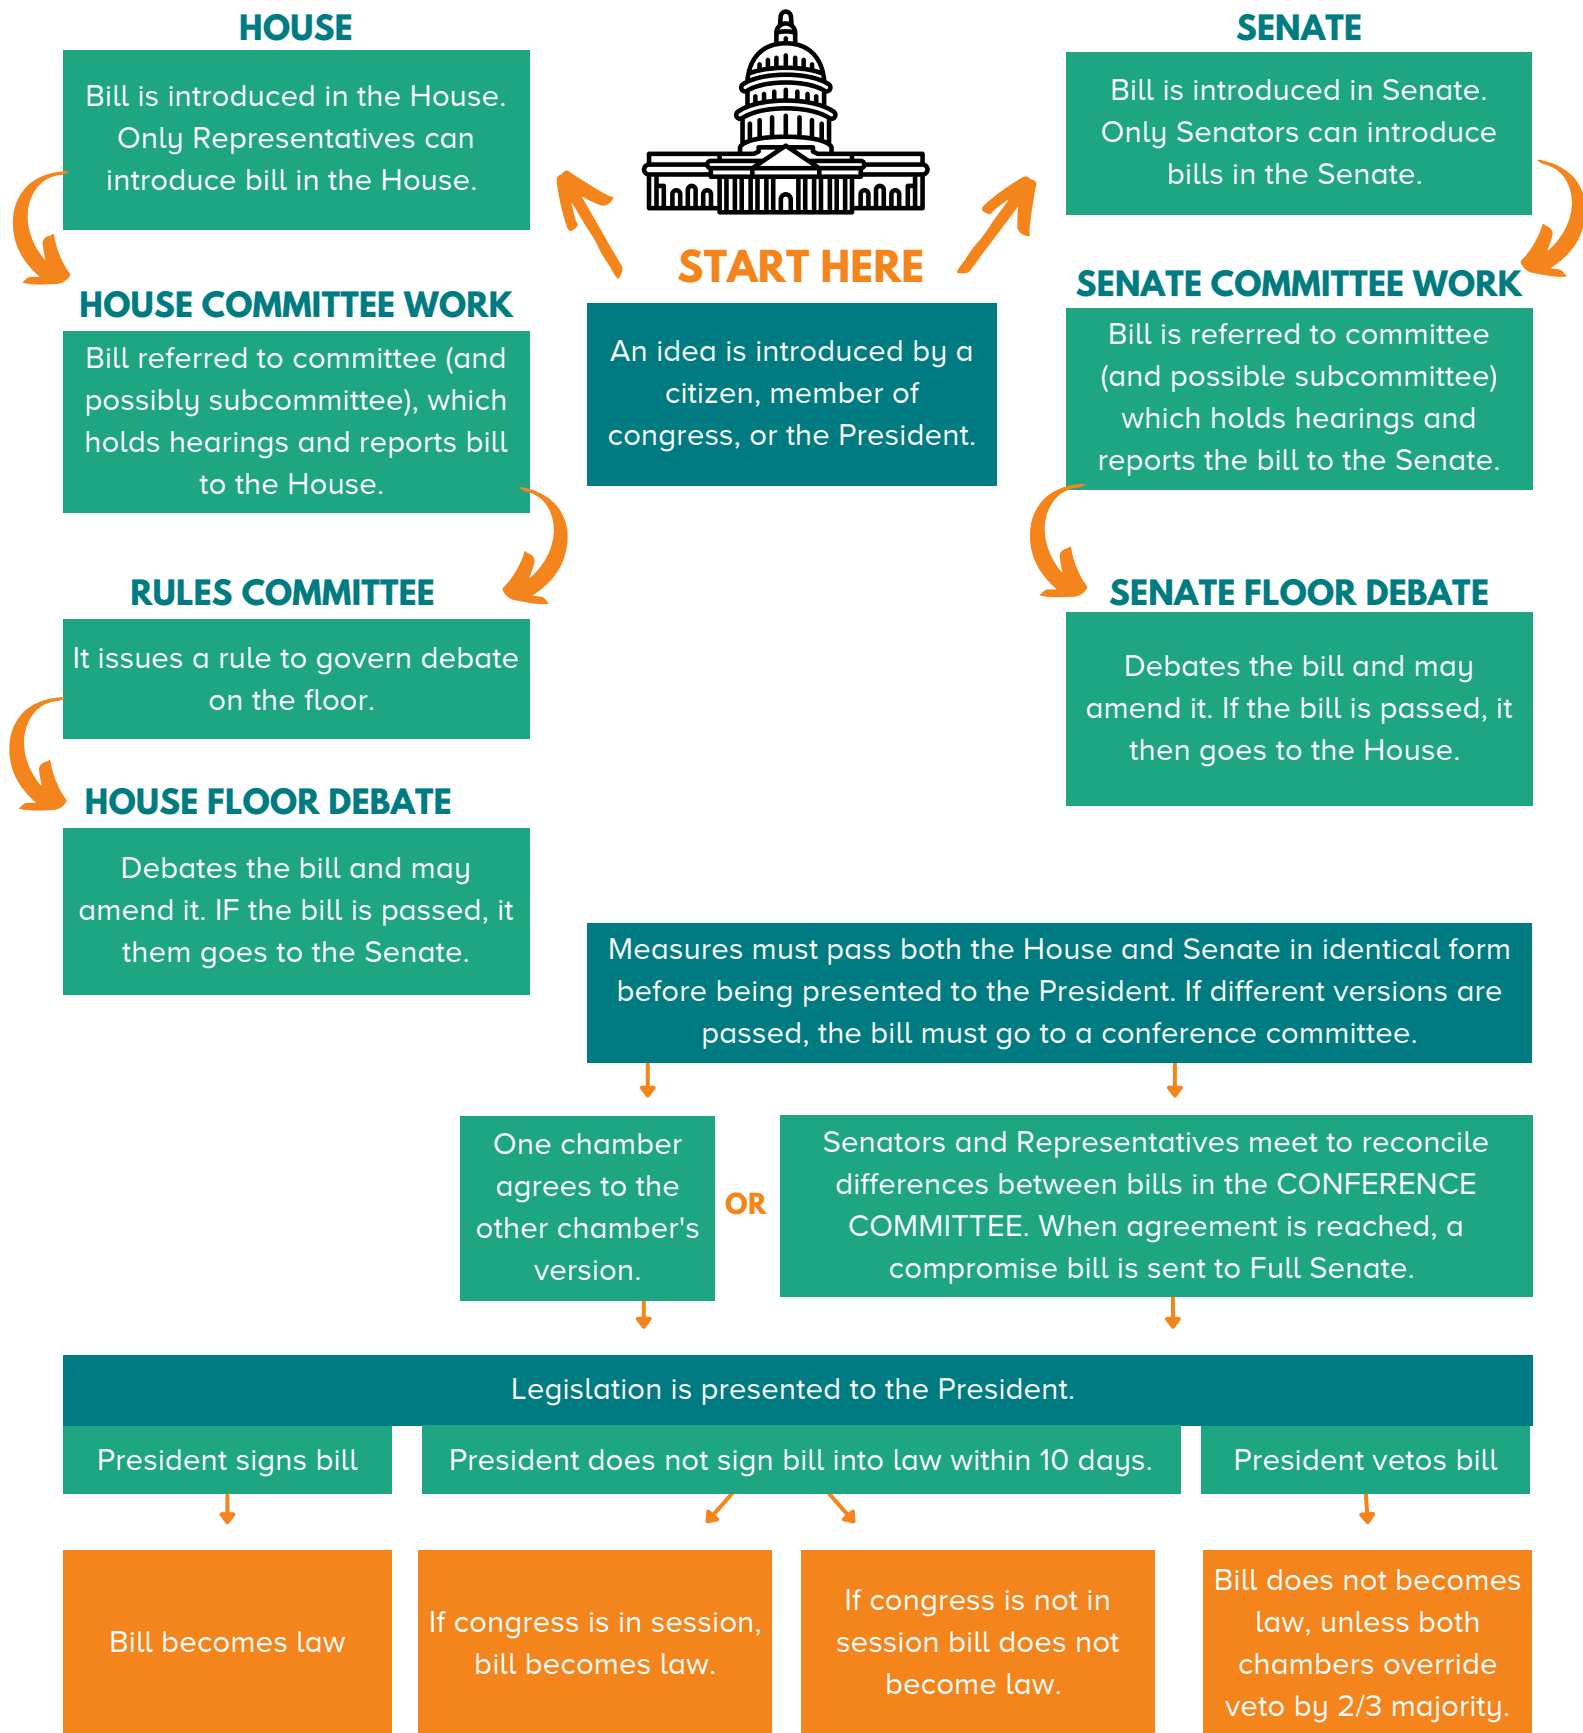 HOUSE
Bill is introduced in the House.
Only Representatives can
introduce bill in the House.
HOUSE COMMITTEE WORK
Bill referred to committee (and
possibly subcommittee), which
holds hearings and reports bill
to the House.
RULES COMMITTEE
It issues a rule to govern debate
on the floor.
HOUSE FLOOR DEBATE
Debates the bill and may
amend it. IF the bill is passed, it
them goes to the Senate.
START HERE
An idea is introduced by a
citizen, member of
congress, or the President.
SENATE
Bill is introduced in Senate.
Only Senators can introduce
bills in the Senate.
SENATE COMMITTEE WORK
Bill is referred to committee
(and possible subcommittee)
which holds hearings and
reports the bill to the Senate.
SENATE FLOOR DEBATE
Debates the bill and may
amend it. If the bill is passed, it
then goes to the House.
Measures must pass both the House and Senate in identical form
before being presented to the President. If different versions are
passed, the bill must go to a conference committee.
One chamber
agrees to the
other chamber's
version.
OR
Senators and Representatives meet to reconcile
differences between bills in the CONFERENCE
COMMITTEE. When agreement is reached, a
compromise bill is sent to Full Senate.
Legislation is presented to the President.
President signs bill
President does not sign bill into law within 10 days.
President vetos bill
Bill becomes law
If congress is in session,
bill becomes law.
If congress is not in
session bill does not
become law.
Bill does not becomes
law, unless both
chambers override
veto by 2/3 majority.